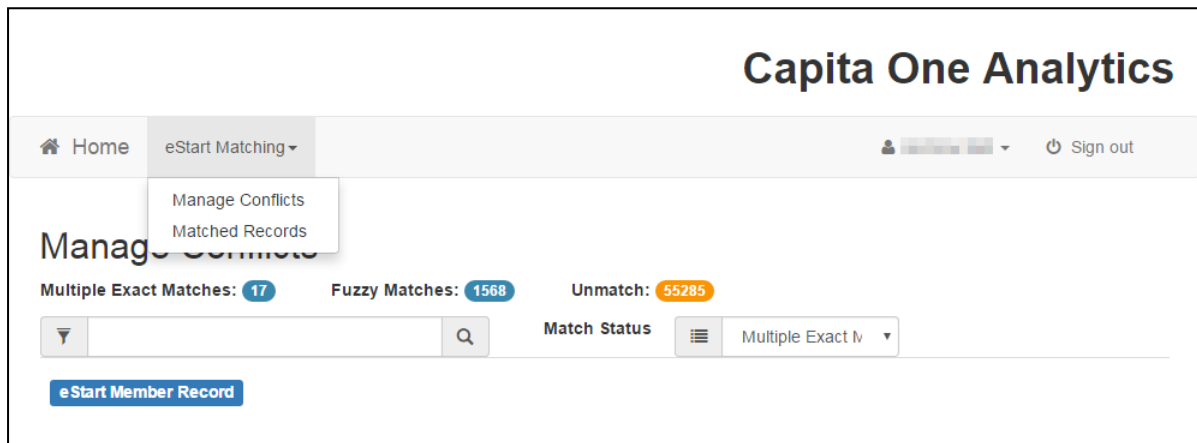 Capita One Analytics
Home eStart Matching Sign out
Manage Conflicts
Matched Records
Manage Conflicts
Multiple Exact Matches: 17 Fuzzy Matches: 1568 Unmatch: 55285
Match Status Multiple Exact M
eStart Member Record